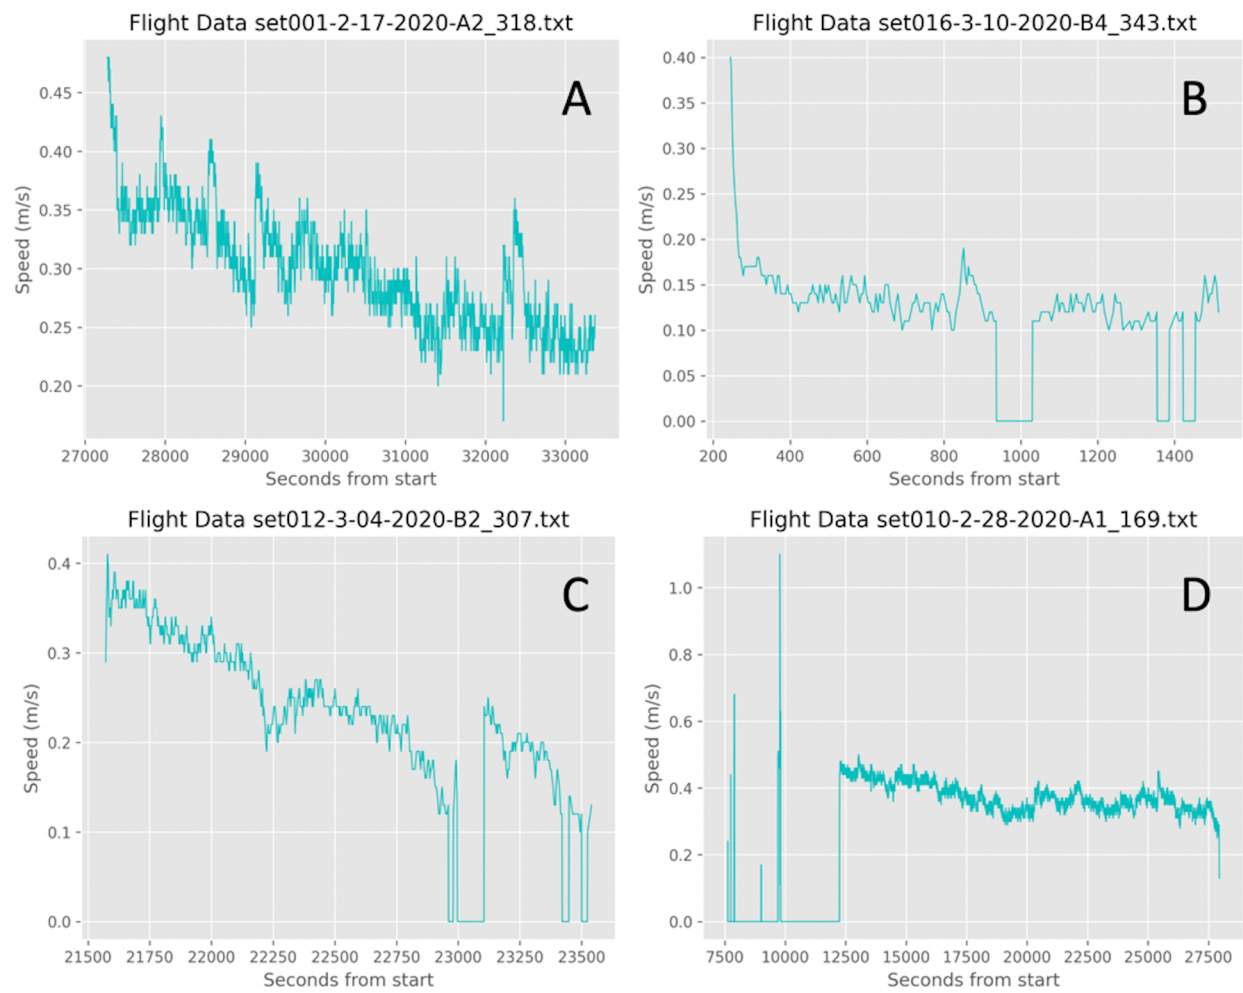 Flight Data set001-2-17-2020-A2_318.txt
A
0.45
0.40
0.35
0.30
0.25
0.20
Speed (m/s)
27000 28000 29000 30000 31000 32000 33000
Seconds from start
Flight Data set016-3-10-2020-B4_343.txt
B
0.40
0.35
0.30
0.25
0.20
0.15
0.10
0.05
0.00
Speed (m/s)
200 400 600 800 1000 1200 1400
Seconds from start
Flight Data set012-3-04-2020-B2_307.txt
C
0.4
0.3
0.2
0.1
0.0
Speed (m/s)
21500 21750 22000 22250 22500 22750 23000 23250 23500
Seconds from start
Flight Data set010-2-28-2020-A1_169.txt
D
1.0
0.8
0.6
0.4
0.2
0.0
Speed (m/s)
7500 10000 12500 15000 17500 20000 22500 25000 27500
Seconds from start